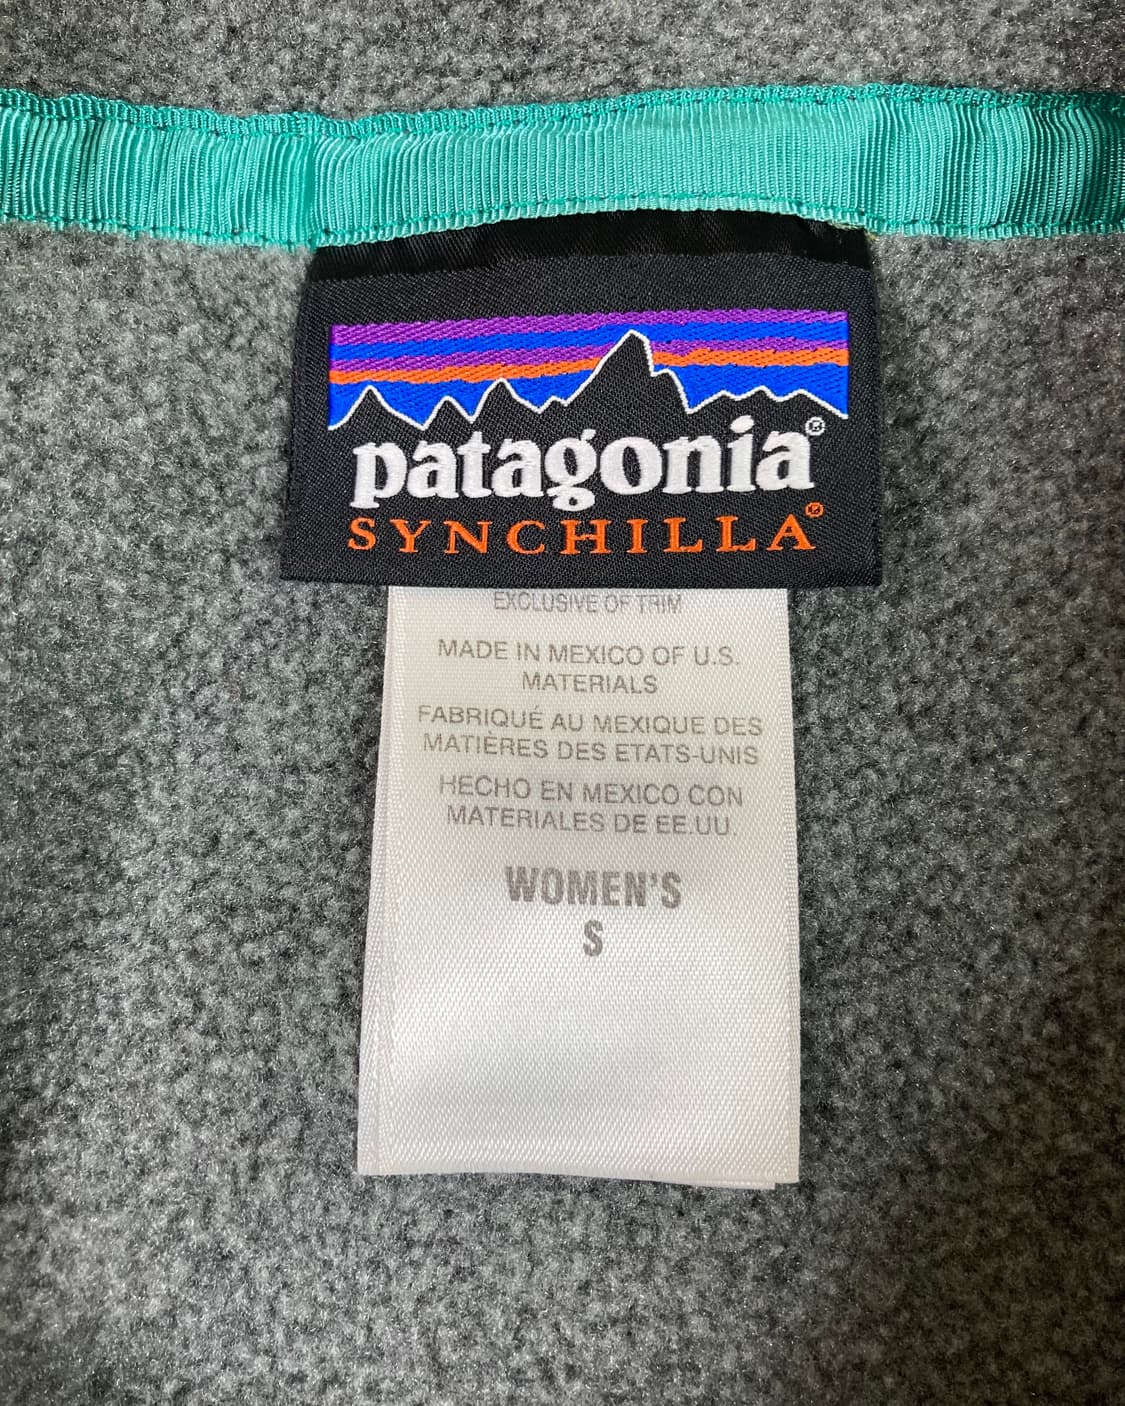 patagonia®
SYNCHILLA®
EXCLUSIVE OF TRIM
MADE IN MEXICO OF U.S.
MATERIALS
FABRIQUÉ AU MEXIQUE DES
MATIÈRES DES ETATS-UNIS
HECHO EN MEXICO CON
MATERIALES DE EE.UU.
WOMEN'S
S